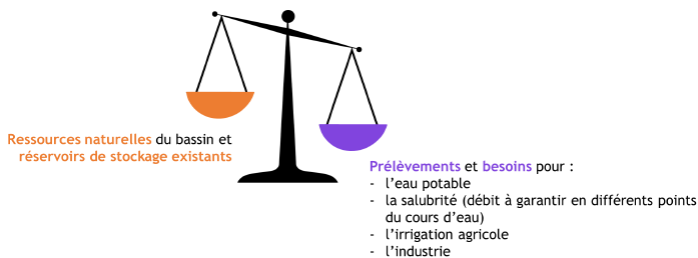 Ressources naturelles du bassin et
réservoirs de stockage existants
Prélèvements et besoins pour :
- l’eau potable
- la salubrité (débit à garantir en différents points
du cours d’eau)
- l’irrigation agricole
- l’industrie